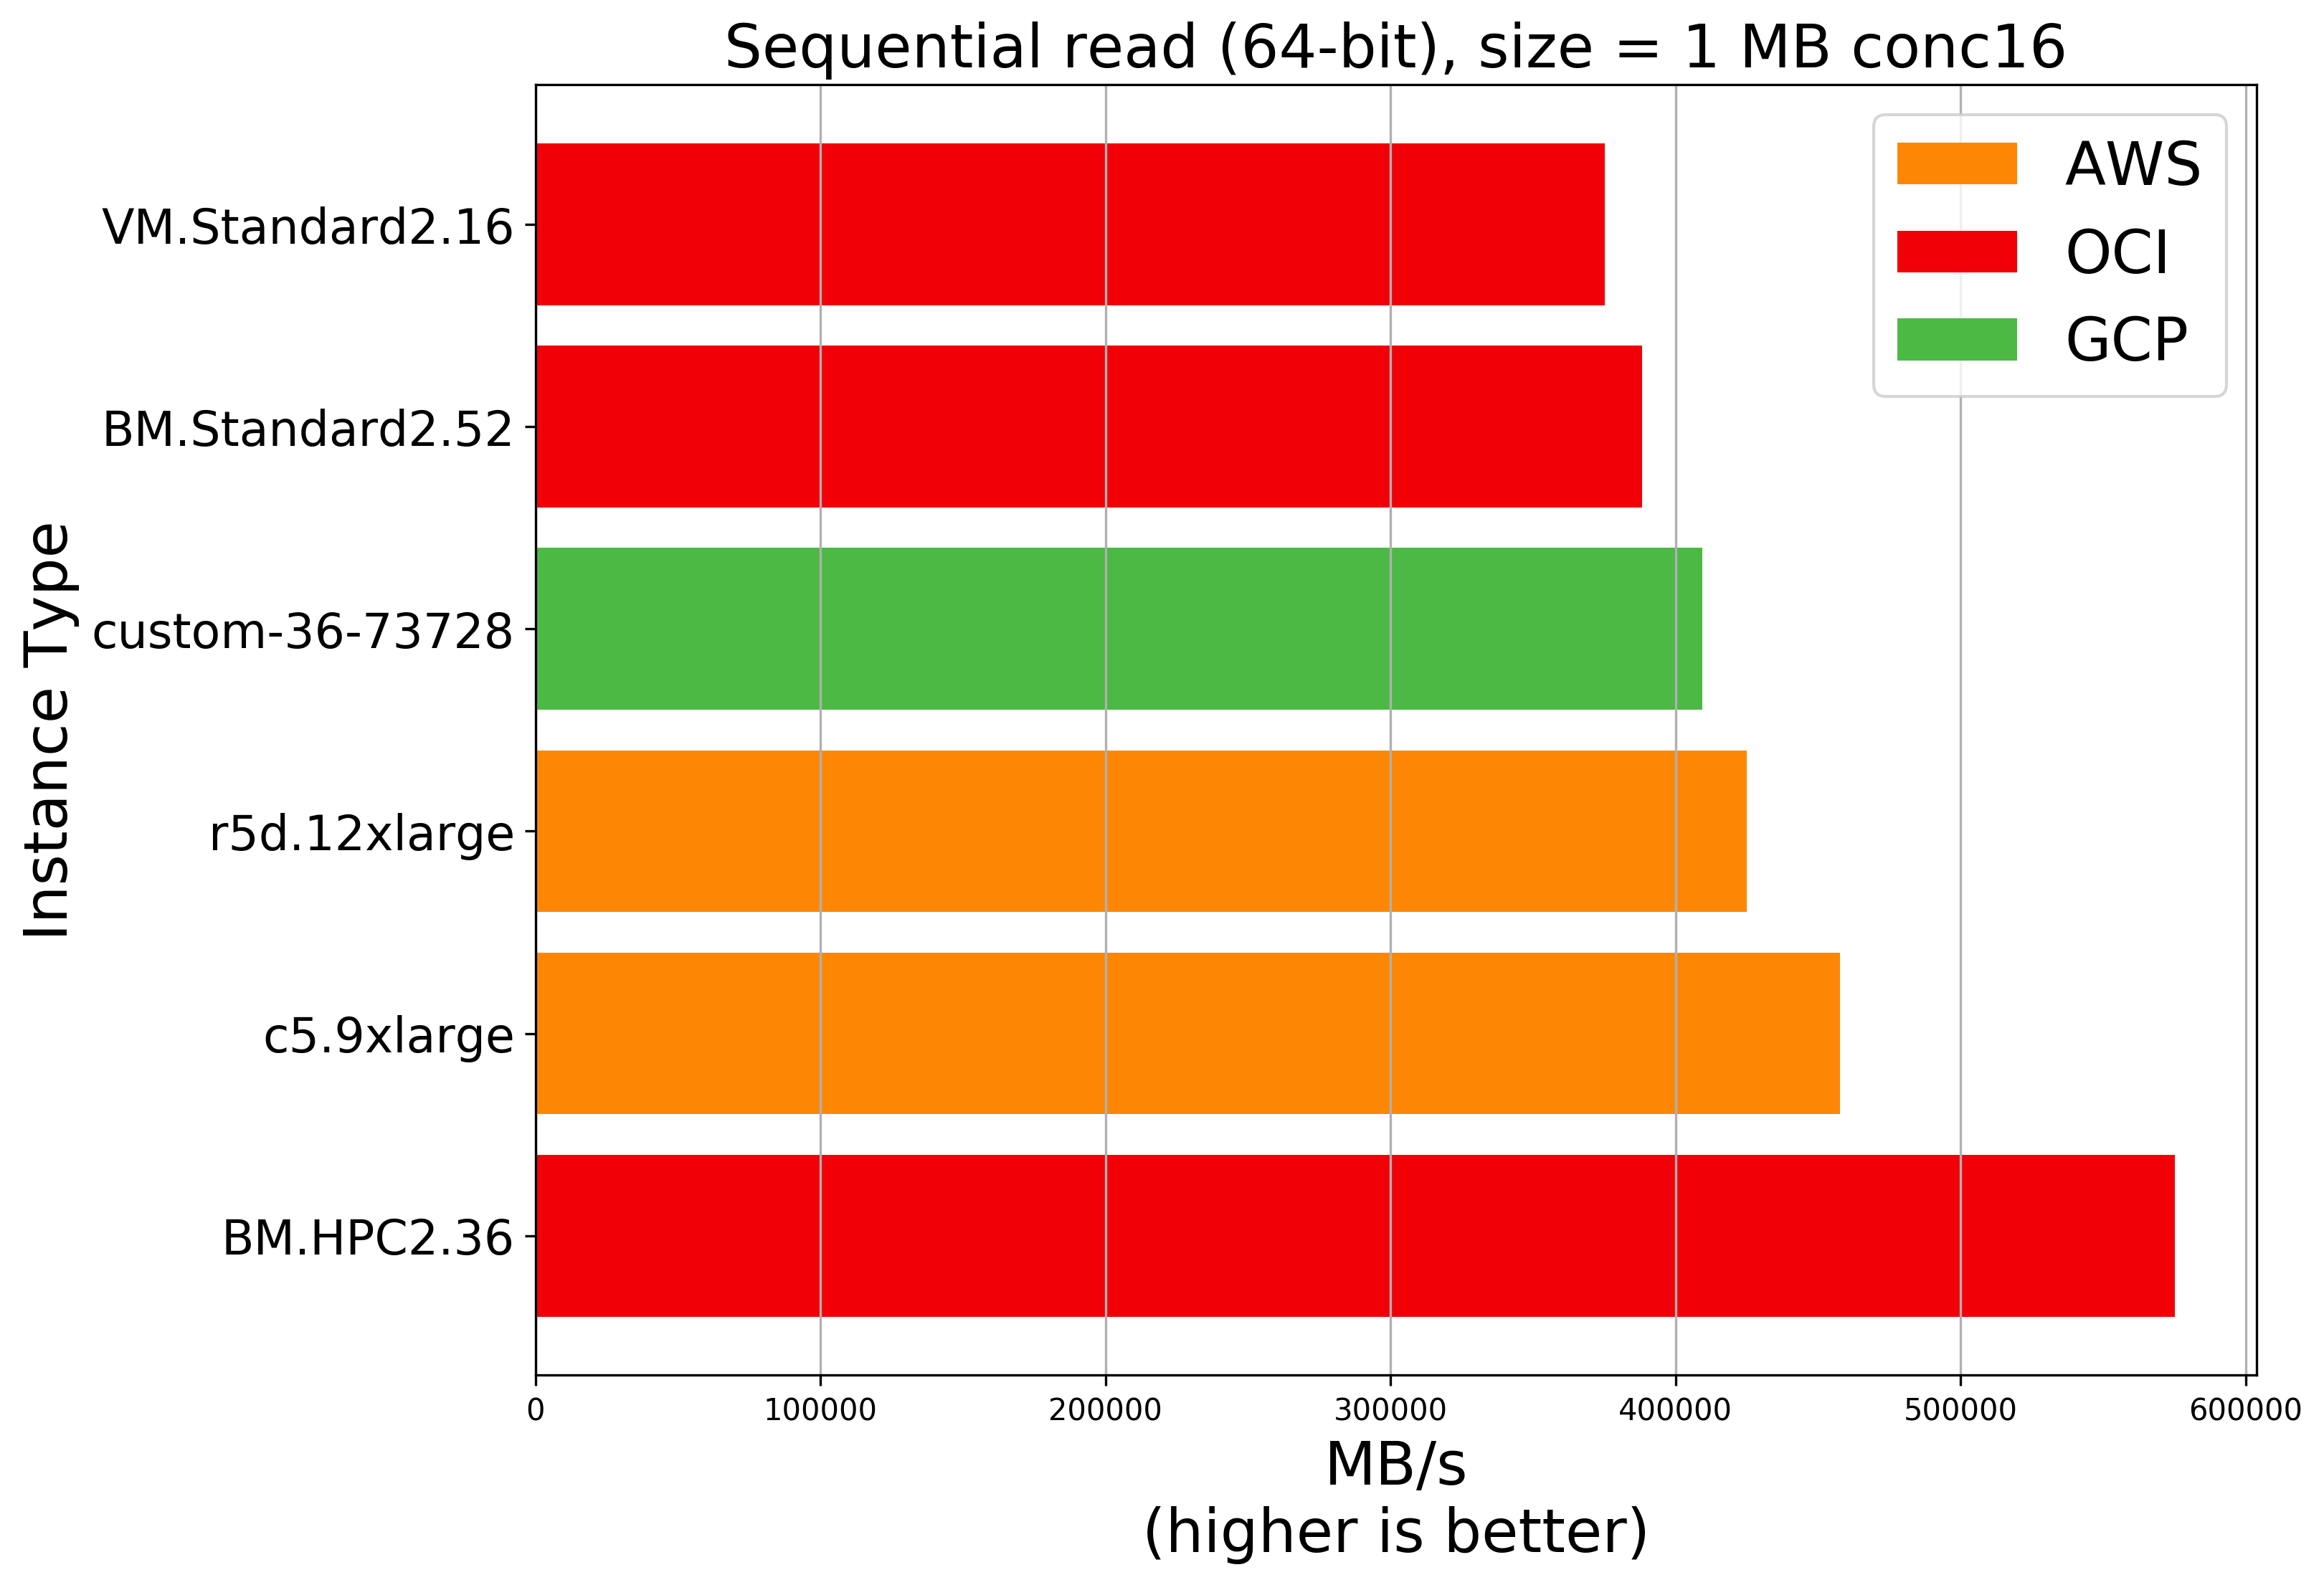 Sequential read (64-bit), size = 1 MB conc16
AWS
OCI
GCP
Instance Type
VM.Standard2.16
BM.Standard2.52
custom-36-73728
r5d.12xlarge
c5.9xlarge
BM.HPC2.36
0 100000 200000 300000 400000 500000 600000
MB/s
(higher is better)